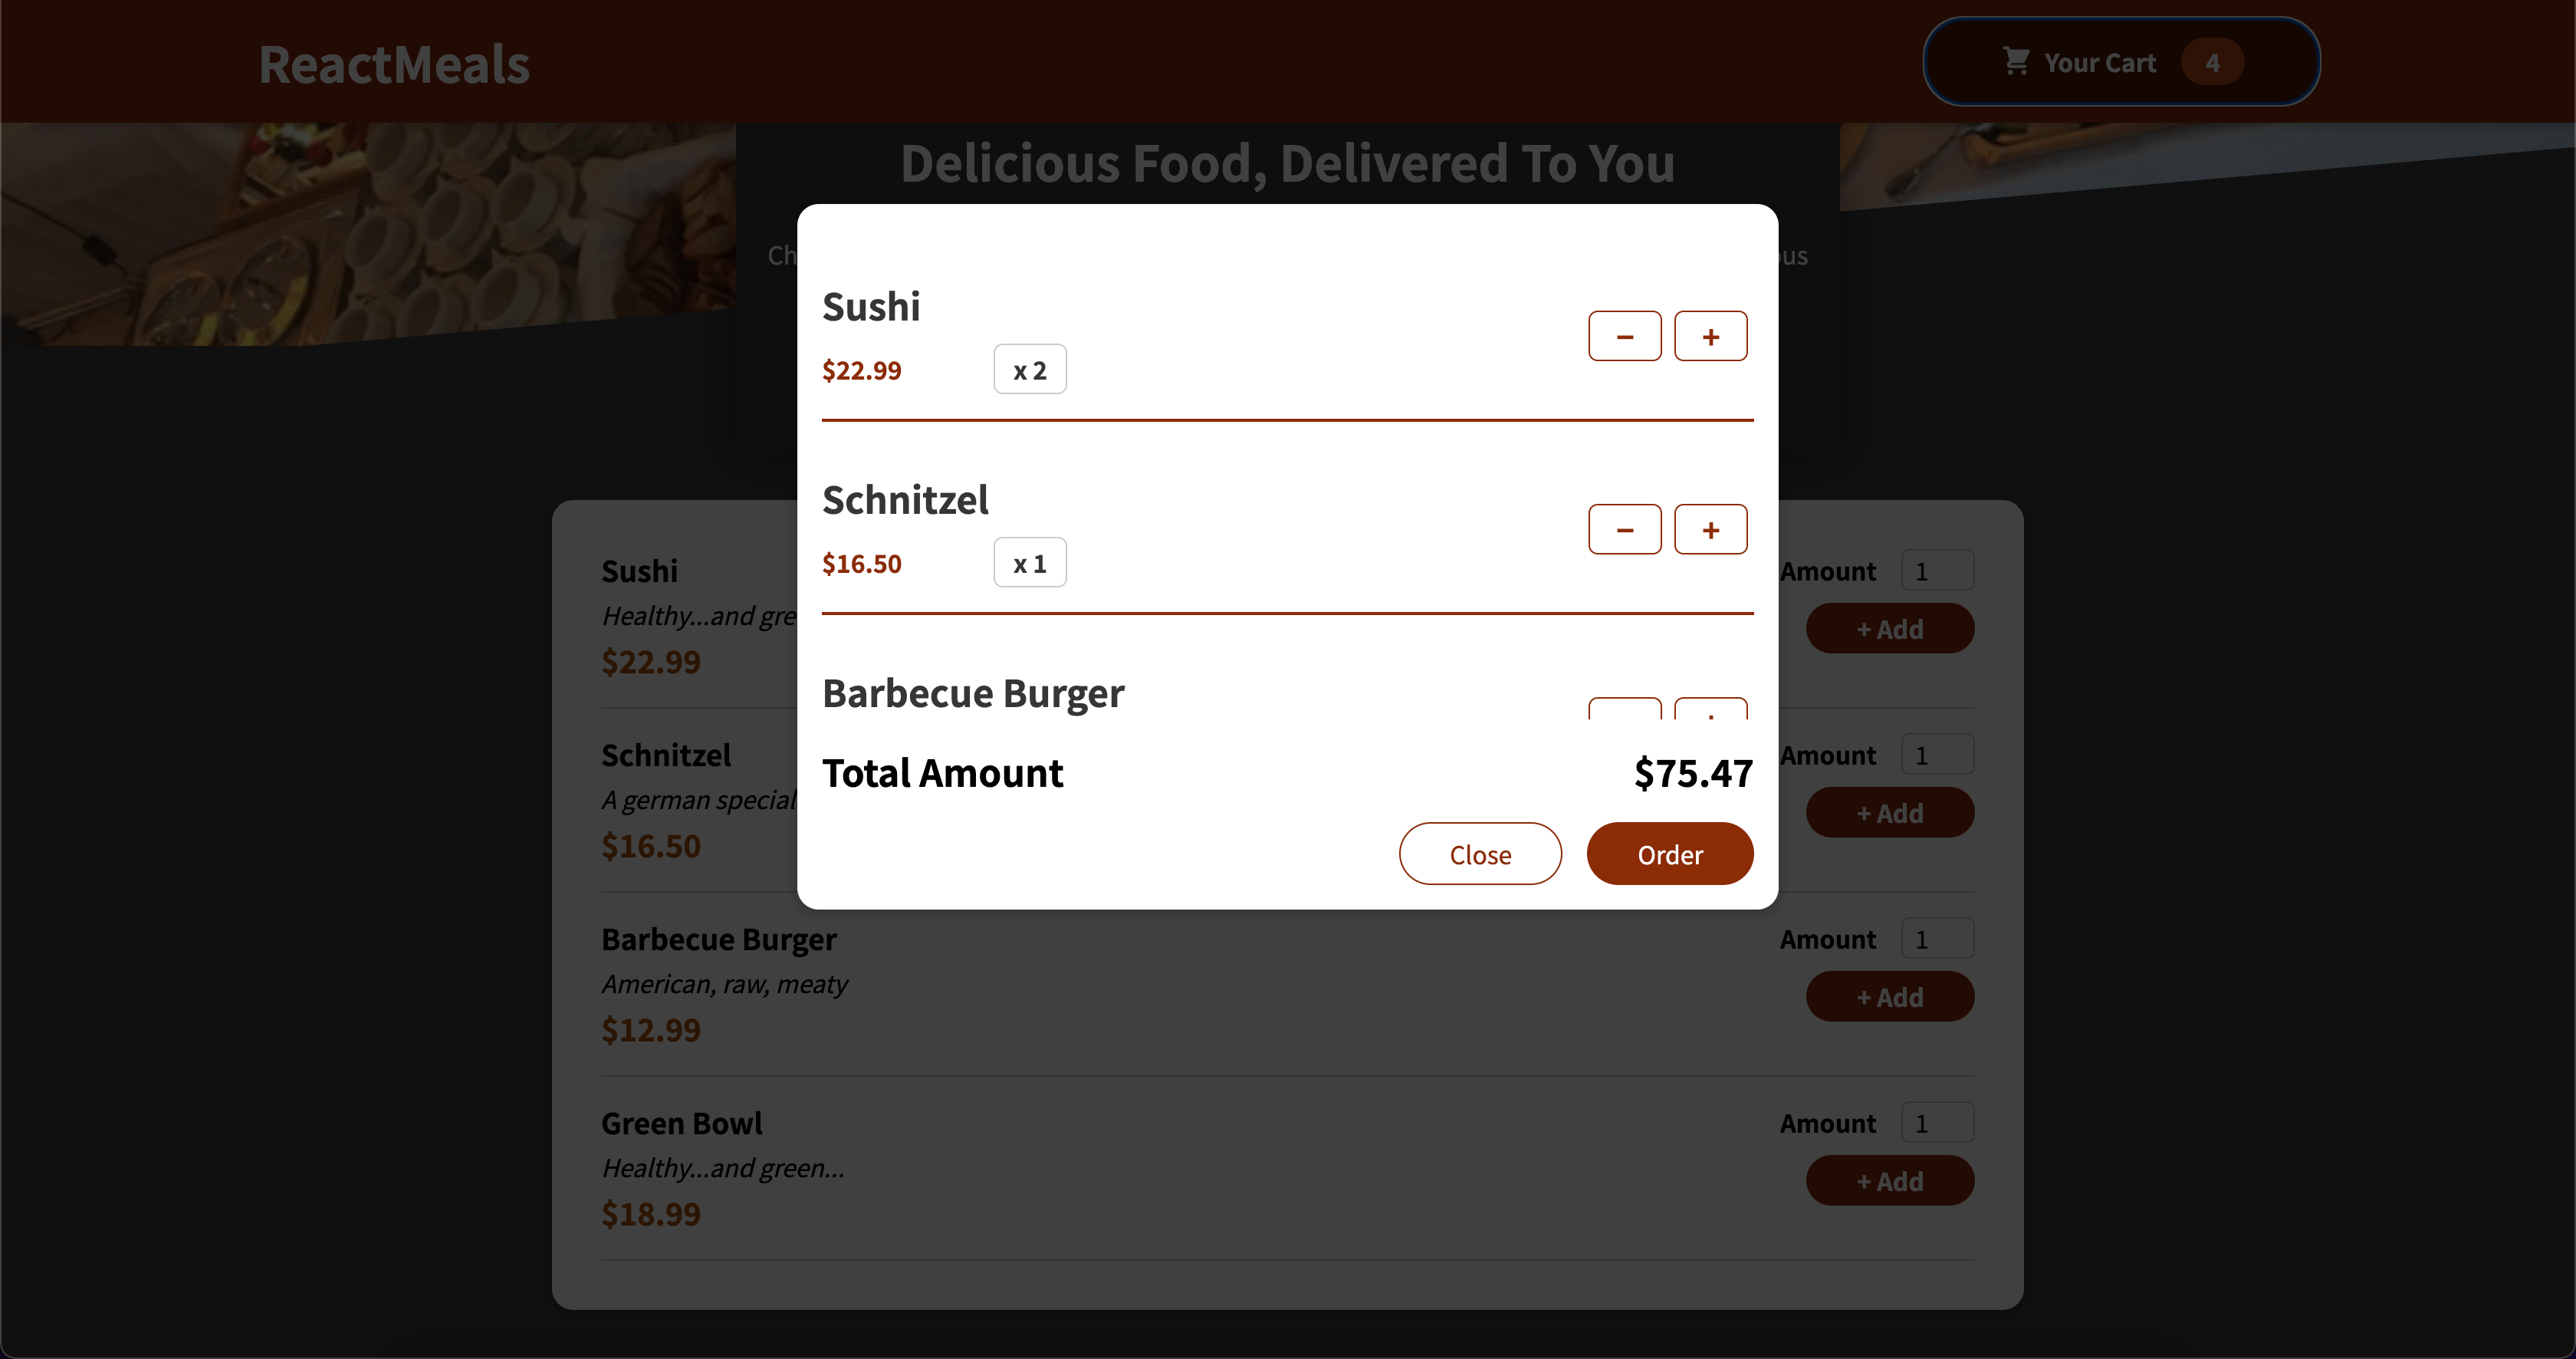 ReactMeals
Your Cart 4
Delicious Food, Delivered To You
Sushi
$22.99 x 2
− +
Schnitzel
$16.50 x 1
− +
Barbecue Burger
Total Amount $75.47
Close Order
Sushi Amount 1
Healthy...and gre
$22.99 + Add
Schnitzel Amount 1
A german special
$16.50 + Add
Barbecue Burger Amount 1
American, raw, meaty
$12.99 + Add
Green Bowl Amount 1
Healthy...and green...
$18.99 + Add